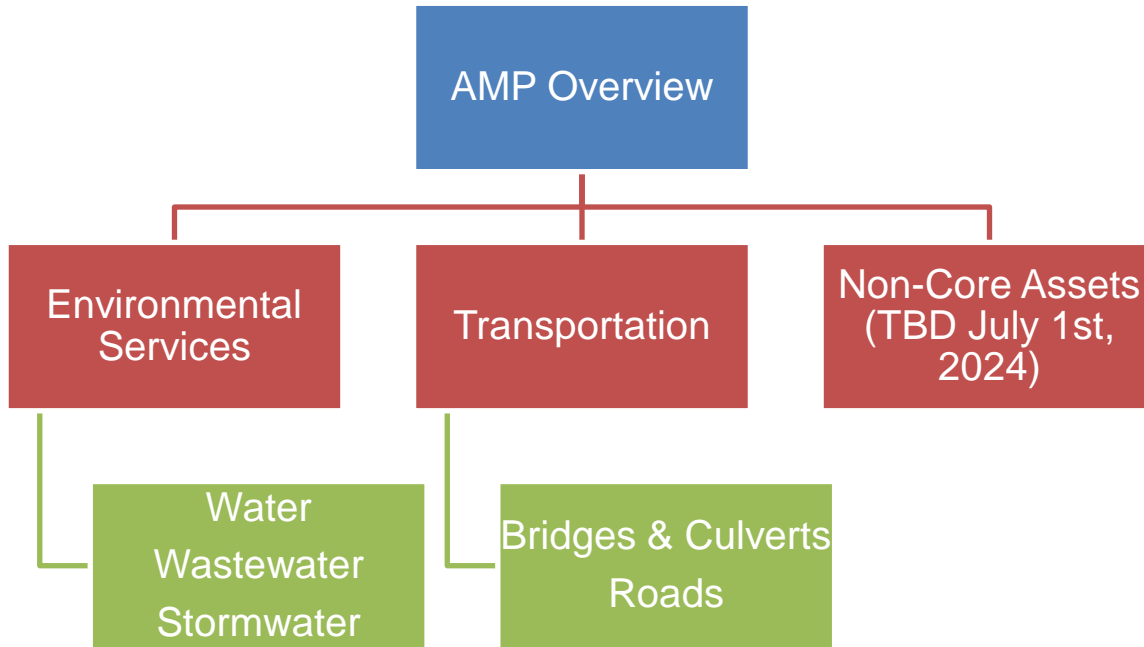 AMP Overview
Environmental
Services
Transportation
Non-Core Assets
(TBD July 1st,
2024)
Water
Wastewater
Stormwater
Bridges & Culverts
Roads